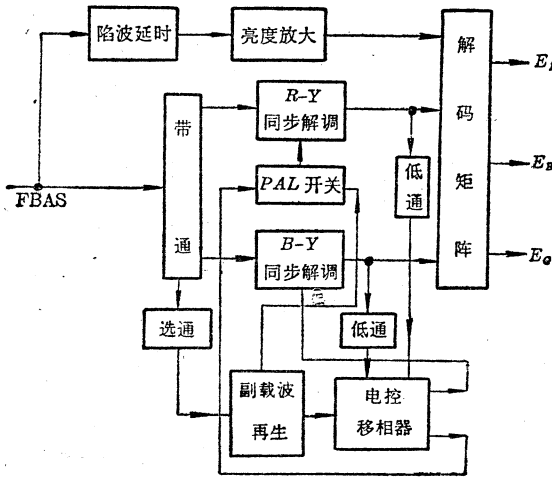 陷波延时
亮度放大
解码矩阵
带通
R-Y
同步解调
PAL 开关
低通
FBAS
B-Y
同步解调
选通
低通
副载波
再生
电控
移相器